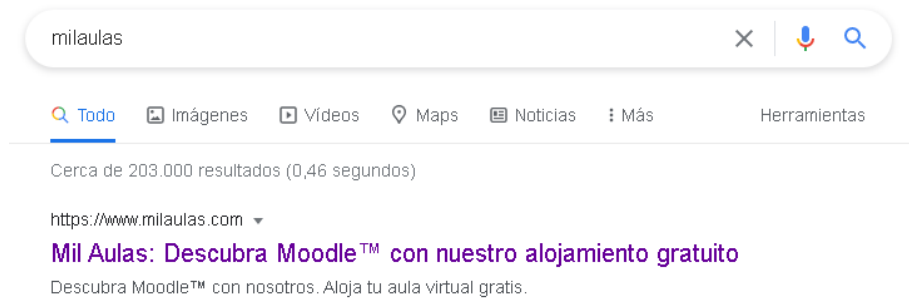 milaulas
Todo Imágenes Vídeos Maps Noticias Más Herramientas
Cerca de 203.000 resultados (0,46 segundos)
https://www.milaulas.com
Mil Aulas: Descubra Moodle™ con nuestro alojamiento gratuito
Descubra Moodle™ con nosotros. Aloja tu aula virtual gratis.